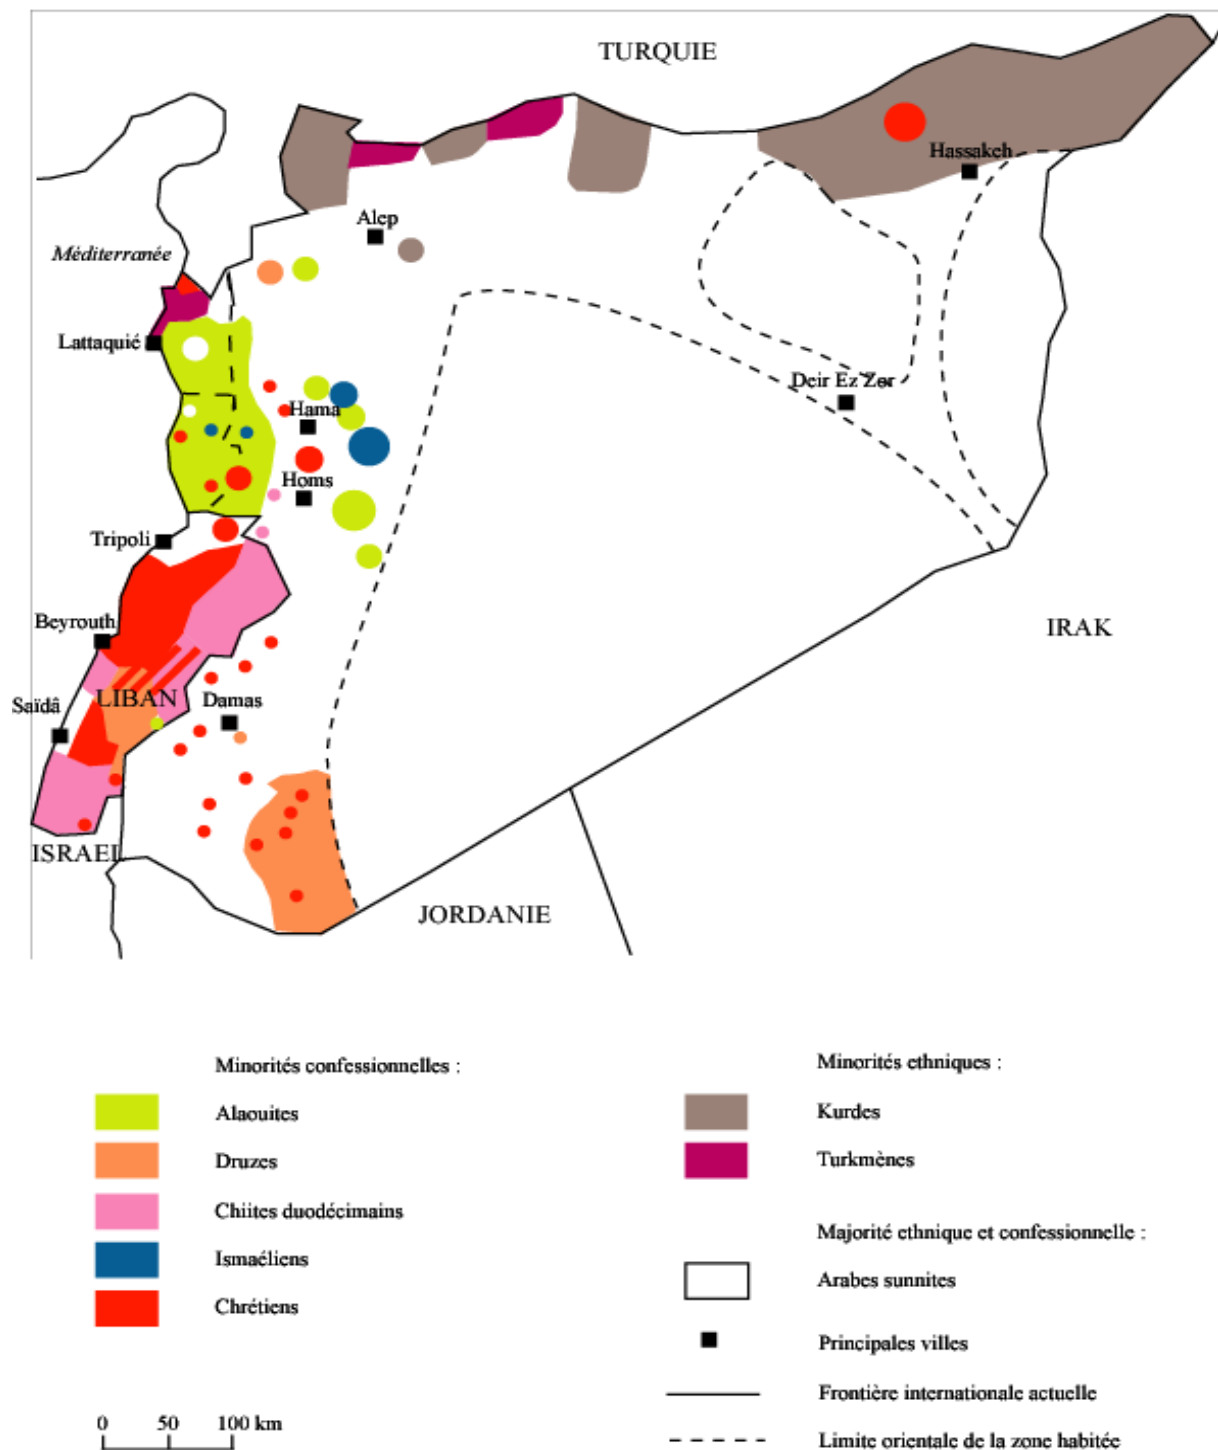 TURQUIE
Hassakeh
Alep
Méditerranée
Lattaquié
Deir Ez Zor
Hama
Homs
Tripoli
Beyrouth
IRAK
LIBAN
Damas
Saïdâ
ISRAEL
JORDANIE
Minorités confessionnelles :
Alaouites
Druzes
Chiites duodécimains
Ismaéliens
Chrétiens
0 50 100 km
Minorités ethniques :
Kurdes
Turkmènes
Majorité ethnique et confessionnelle :
Arabes sunnites
Principales villes
Frontière internationale actuelle
Limite orientale de la zone habitée